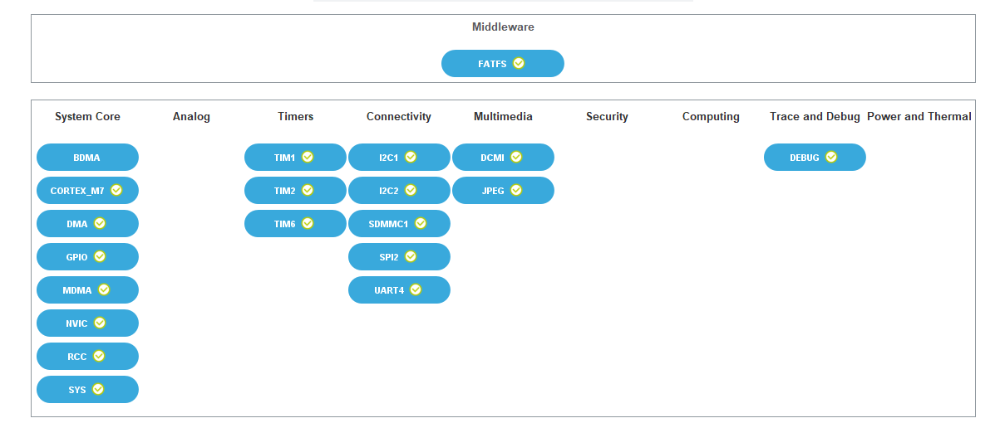 Middleware
FATFS
System Core Analog Timers Connectivity Multimedia Security Computing Trace and Debug Power and Thermal
BDMA TIM1 I2C1 DCMI DEBUG
CORTEX_M7 TIM2 I2C2 JPEG
DMA TIM6 SDMMC1
GPIO SPI2
MDMA UART4
NVIC
RCC
SYS